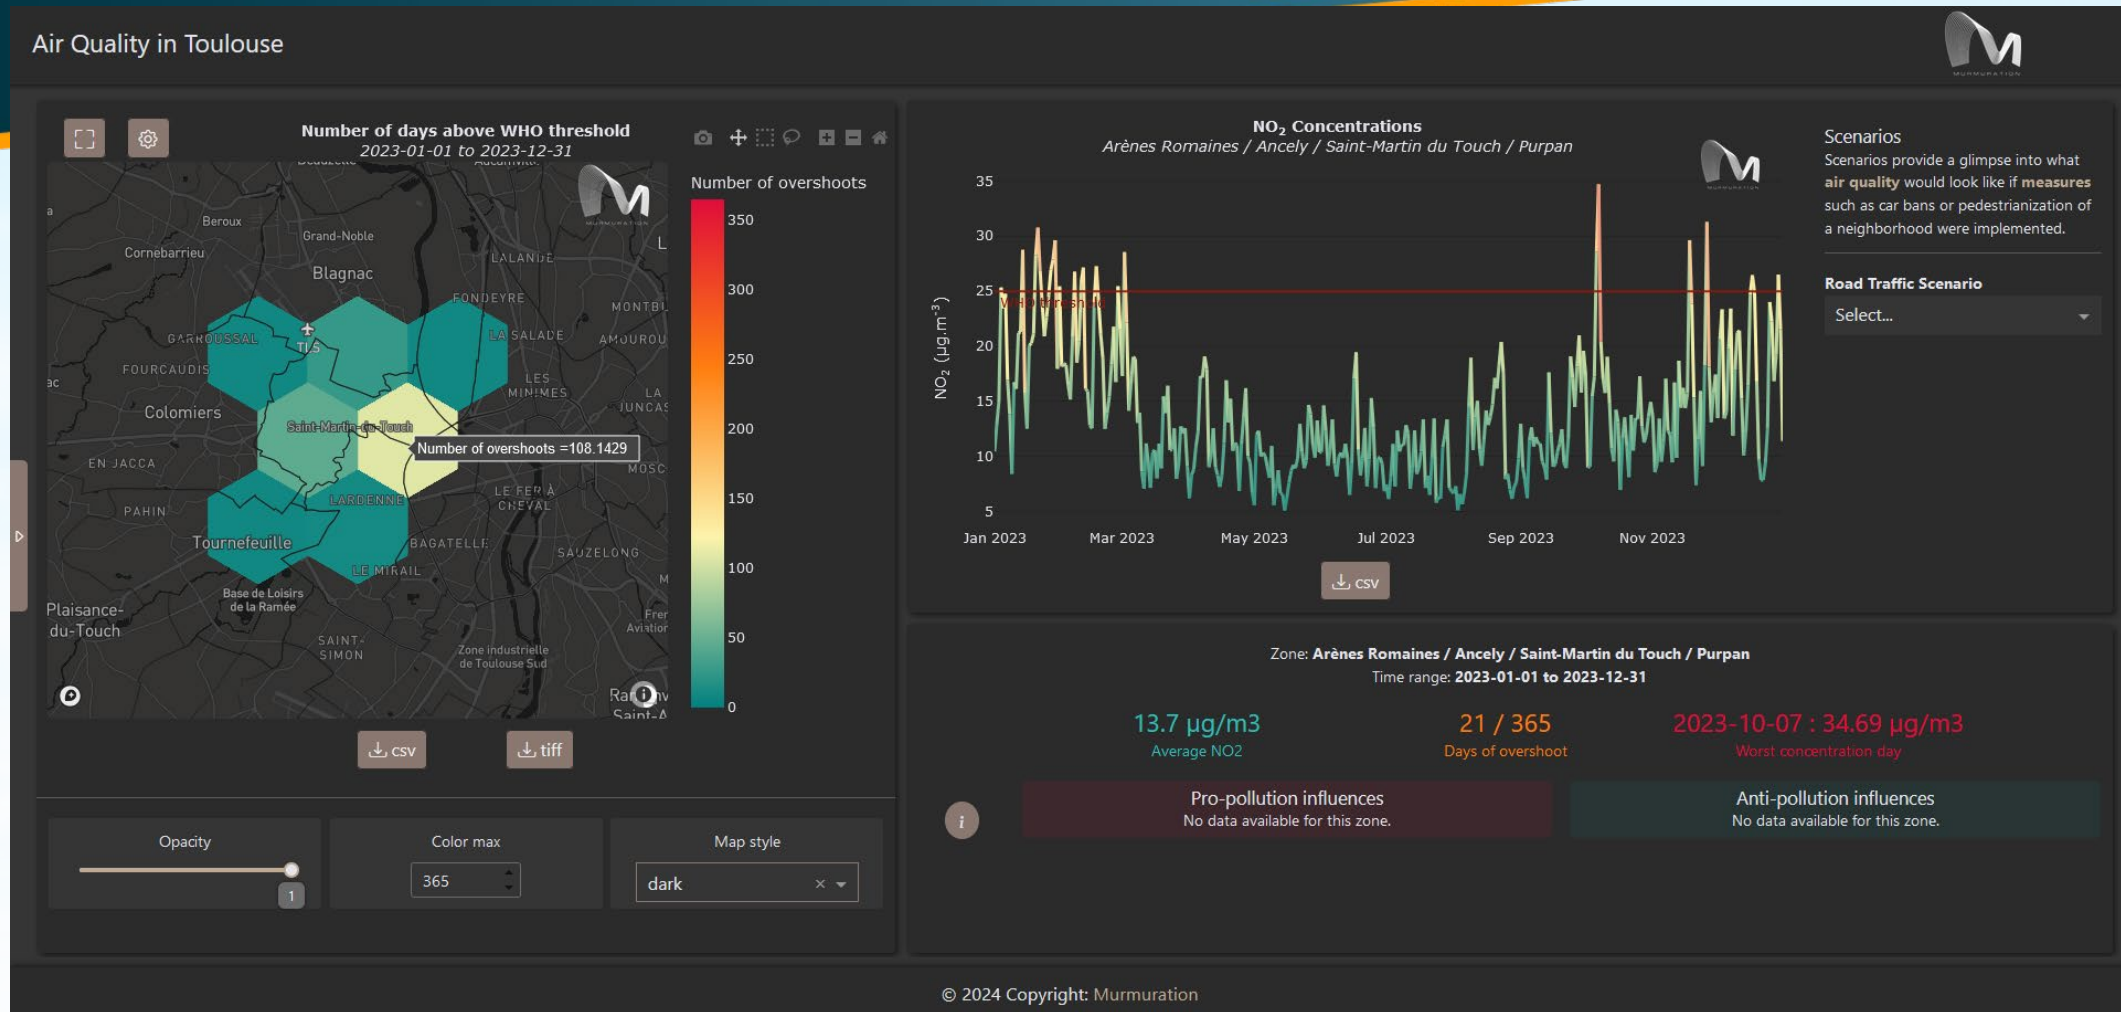 Air Quality in Toulouse
MURMURATION
Number of days above WHO threshold
2023-01-01 to 2023-12-31
Number of overshoots
350
300
250
200
150
100
50
0
MURMURATION
Beroux
Grand-Noble
Cornebarrieu
LALANDE
Blagnac
FONDEYRE
MONTBL
GARROUSSAL
TLS
LA SALADE
AMOUROU
FOURCAUDIS
LES
MINIMES
LA
JUNCAS
ac
Colomiers
Saint-Martin-du-Touch
Number of overshoots =108.1429
EN JACCA
MOSC
LARDENNE
LE FER À
CHEVAL
PAHIN
Tournefeuille
BAGATELLE
SAUZELONG
LE MIRAIL
Base de Loisirs
de la Ramée
Plaisance-
du-Touch
Fren
Aviation
SAINT-
SIMON
Zone industrielle
de Toulouse Sud
Saint-A
csv
tiff
Opacity
1
Color max
365
Map style
dark
NO₂ Concentrations
Arènes Romaines / Ancely / Saint-Martin du Touch / Purpan
MURMURATION
NO₂ (µg.m⁻³)
35
30
25
20
15
10
5
WHO threshold
Jan 2023
Mar 2023
May 2023
Jul 2023
Sep 2023
Nov 2023
csv
Scenarios
Scenarios provide a glimpse into what
air quality would look like if measures
such as car bans or pedestrianization of
a neighborhood were implemented.
Road Traffic Scenario
Select...
Zone: Arènes Romaines / Ancely / Saint-Martin du Touch / Purpan
Time range: 2023-01-01 to 2023-12-31
13.7 µg/m3
Average NO2
21 / 365
Days of overshoot
2023-10-07 : 34.69 µg/m3
Worst concentration day
i
Pro-pollution influences
No data available for this zone.
Anti-pollution influences
No data available for this zone.
© 2024 Copyright: Murmuration